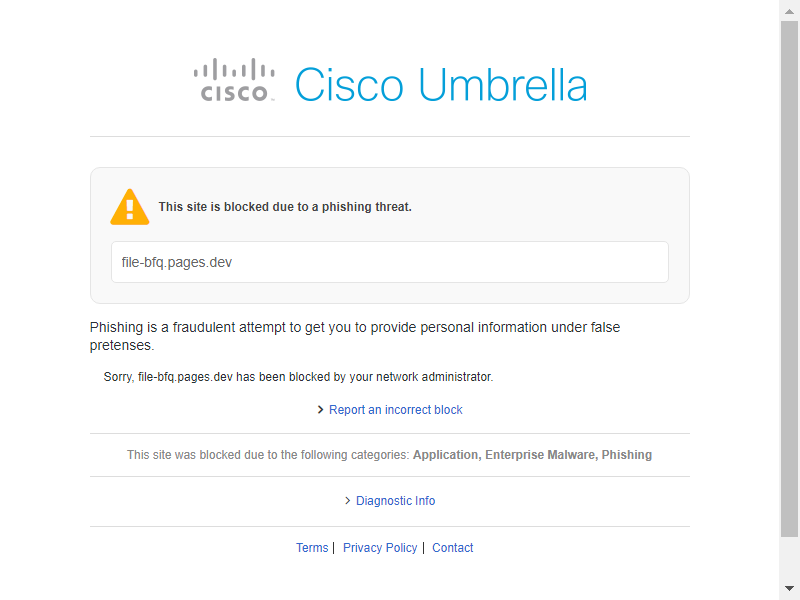 CISCO
Cisco Umbrella
This site is blocked due to a phishing threat.
file-bfq.pages.dev
Phishing is a fraudulent attempt to get you to provide personal information under false
pretenses.
Sorry, file-bfq.pages.dev has been blocked by your network administrator.
Report an incorrect block
This site was blocked due to the following categories: Application, Enterprise Malware, Phishing
Diagnostic Info
Terms | Privacy Policy | Contact